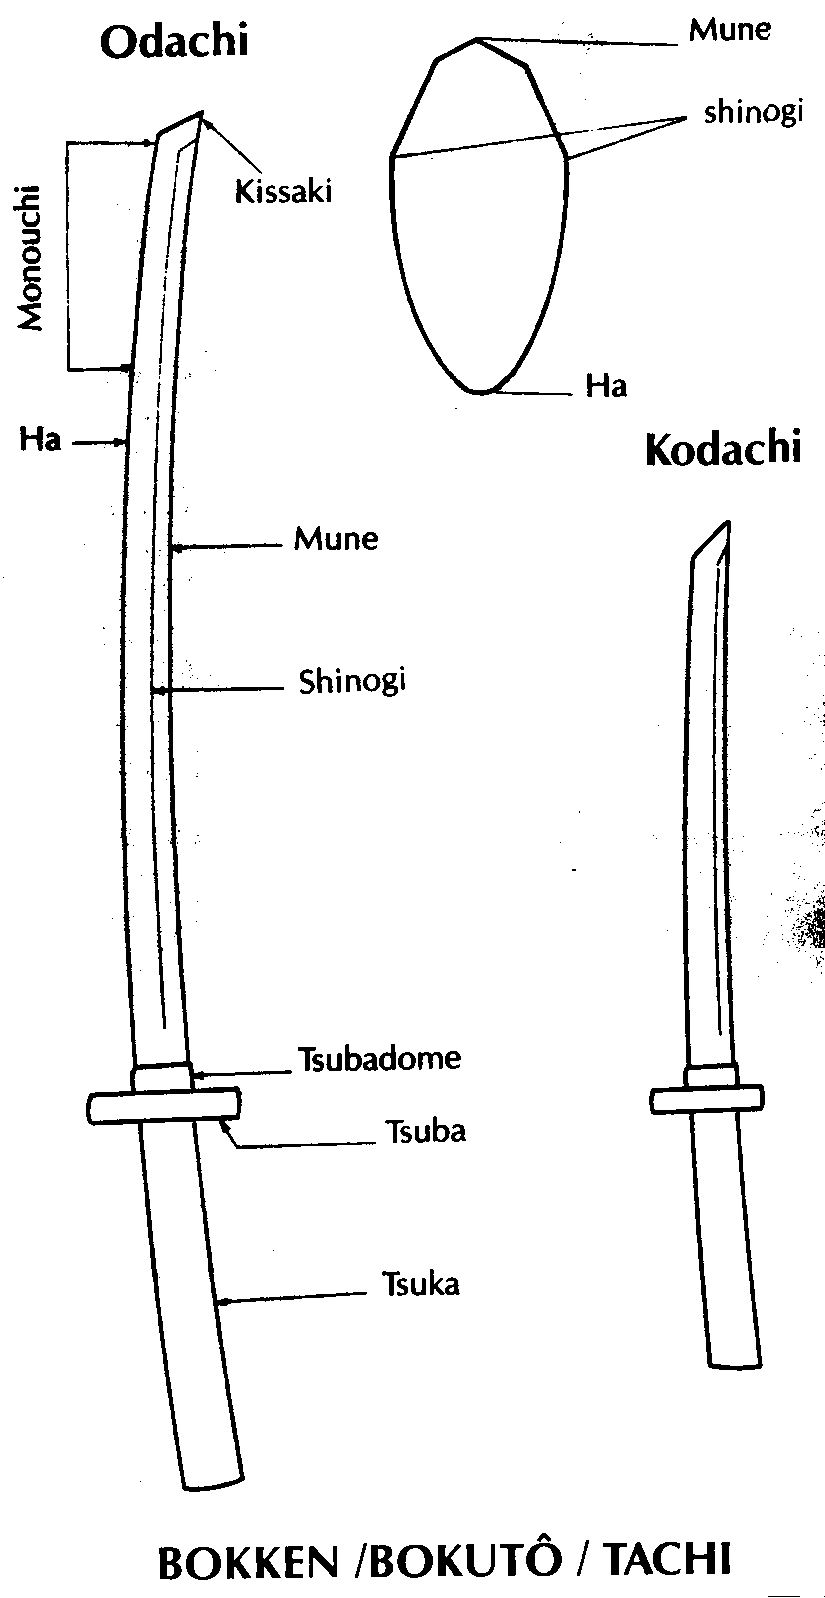 Odachi
Mune
shinogi
Kissaki
Monouchi
Ha
Ha
Kodachi
Mune
Shinogi
Tsubadome
Tsuba
Tsuka
BOKKEN /BOKUTÔ / TACHI